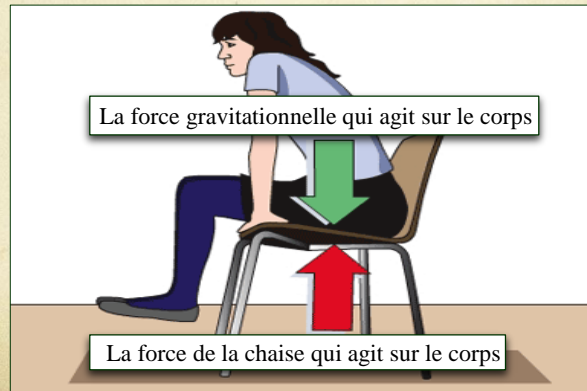 La force gravitationnelle qui agit sur le corps
La force de la chaise qui agit sur le corps